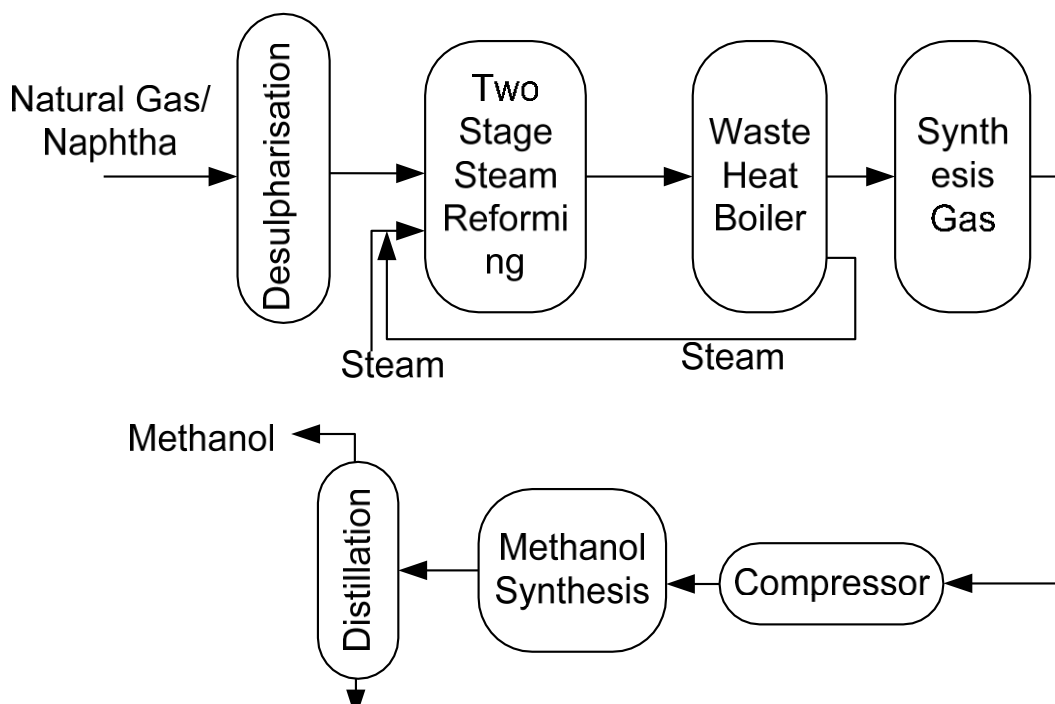 Natural Gas/
Naphtha
Desulpharisation
Two
Stage
Steam
Reformi
ng
Waste
Heat
Boiler
Synth
esis
Gas
Steam
Steam
Methanol
Distillation
Methanol
Synthesis
Compressor